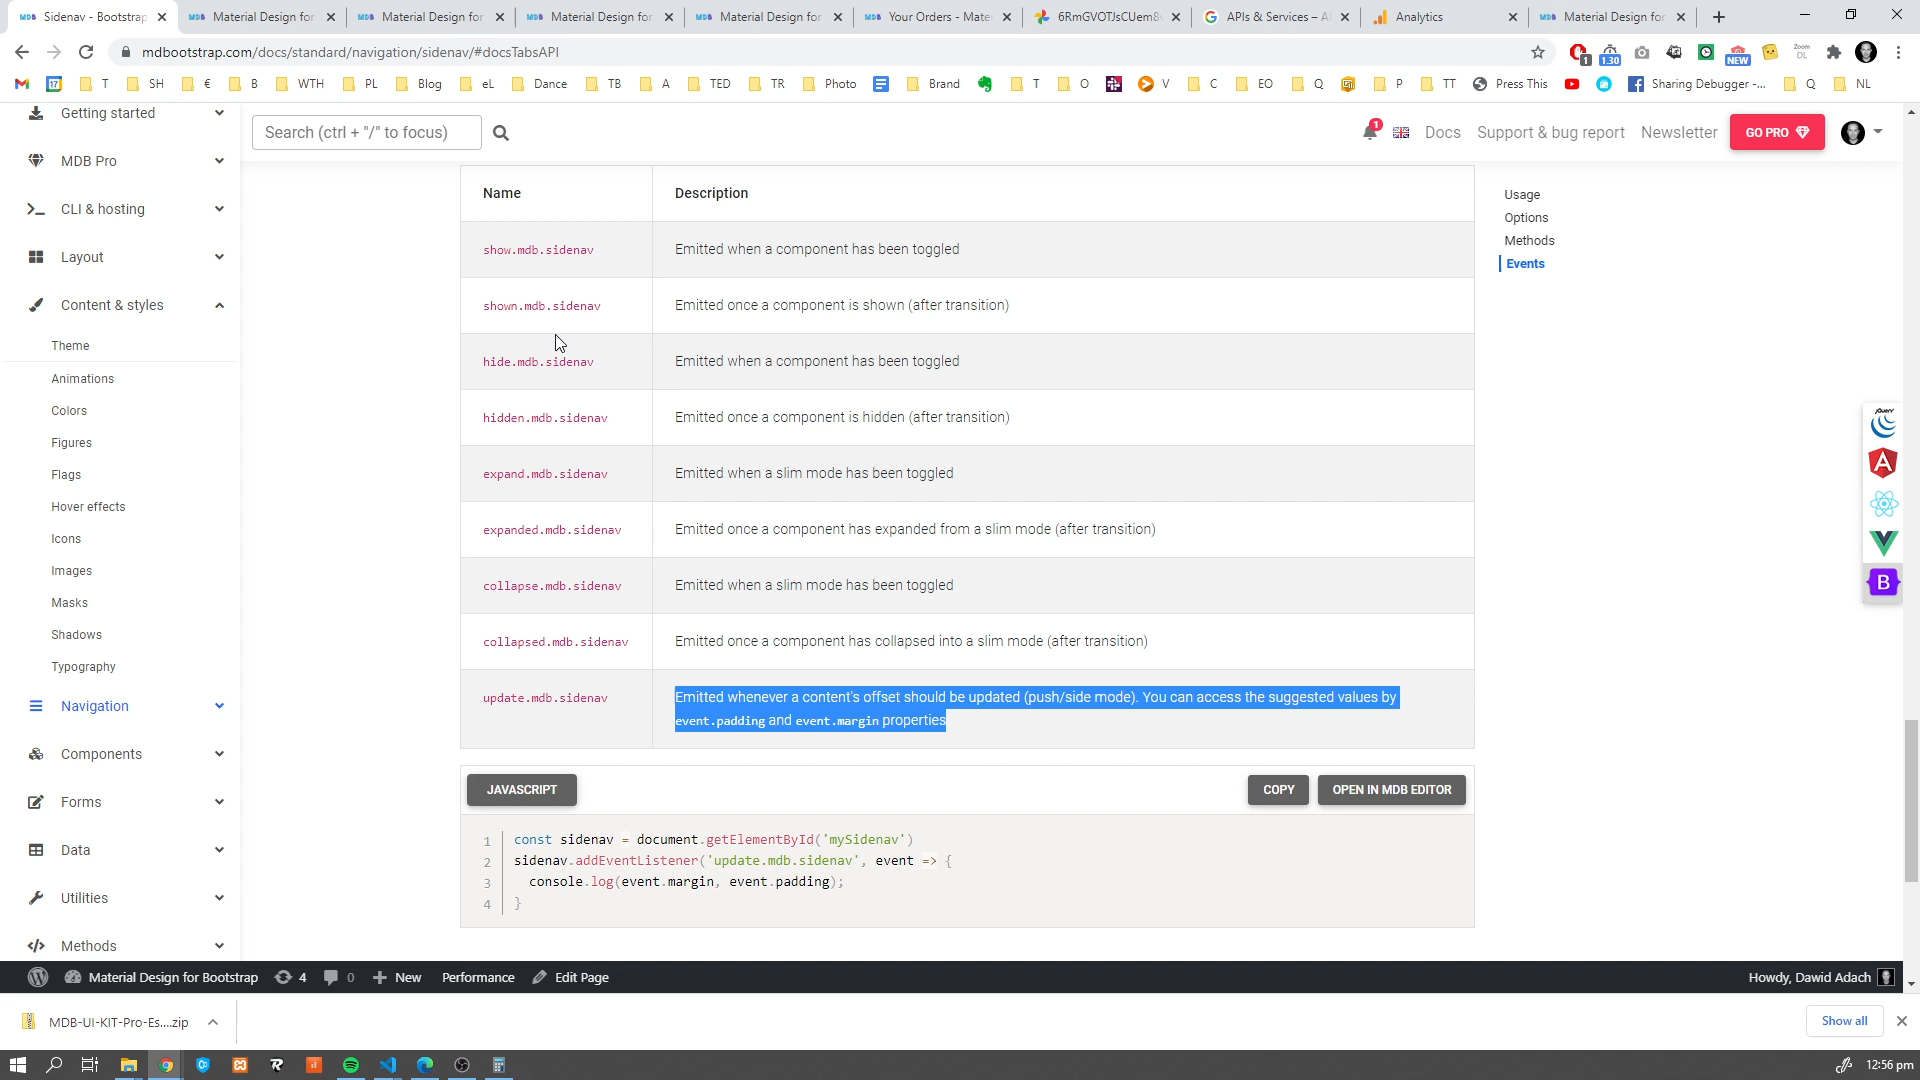 Sidenav - Bootstrap
Material Design for
Material Design for
Material Design for
Material Design for
Your Orders - Mate
6RmGVOTJsCUem8
APIs & Services – A
Analytics
Material Design for
mdbootstrap.com/docs/standard/navigation/sidenav/#docsTabsAPI
1
1.30
NEW
Zoom
DL
T
SH
€
B
WTH
PL
Blog
eL
Dance
TB
A
TED
TR
Photo
Brand
T
O
V
C
EO
Q
P
TT
Press This
Sharing Debugger -...
Q
NL
Getting started
MDB Pro
CLI & hosting
Layout
Content & styles
Theme
Animations
Colors
Figures
Flags
Hover effects
Icons
Images
Masks
Shadows
Typography
Navigation
Components
Forms
Data
Utilities
Methods
Search (ctrl + "/" to focus)
1
Docs
Support & bug report
Newsletter
GO PRO
Name
Description
show.mdb.sidenav
Emitted when a component has been toggled
shown.mdb.sidenav
Emitted once a component is shown (after transition)
hide.mdb.sidenav
Emitted when a component has been toggled
hidden.mdb.sidenav
Emitted once a component is hidden (after transition)
expand.mdb.sidenav
Emitted when a slim mode has been toggled
expanded.mdb.sidenav
Emitted once a component has expanded from a slim mode (after transition)
collapse.mdb.sidenav
Emitted when a slim mode has been toggled
collapsed.mdb.sidenav
Emitted once a component has collapsed into a slim mode (after transition)
update.mdb.sidenav
Emitted whenever a content's offset should be updated (push/side mode). You can access the suggested values by
event.padding and event.margin properties
Usage
Options
Methods
Events
jQuery
B
JAVASCRIPT
COPY
OPEN IN MDB EDITOR
1 const sidenav = document.getElementById('mySidenav')
2 sidenav.addEventListener('update.mdb.sidenav', event => {
3 console.log(event.margin, event.padding);
4 }
Material Design for Bootstrap
4
0
New
Performance
Edit Page
Howdy, Dawid Adach
MDB-UI-KIT-Pro-Es....zip
Show all
12:56 pm